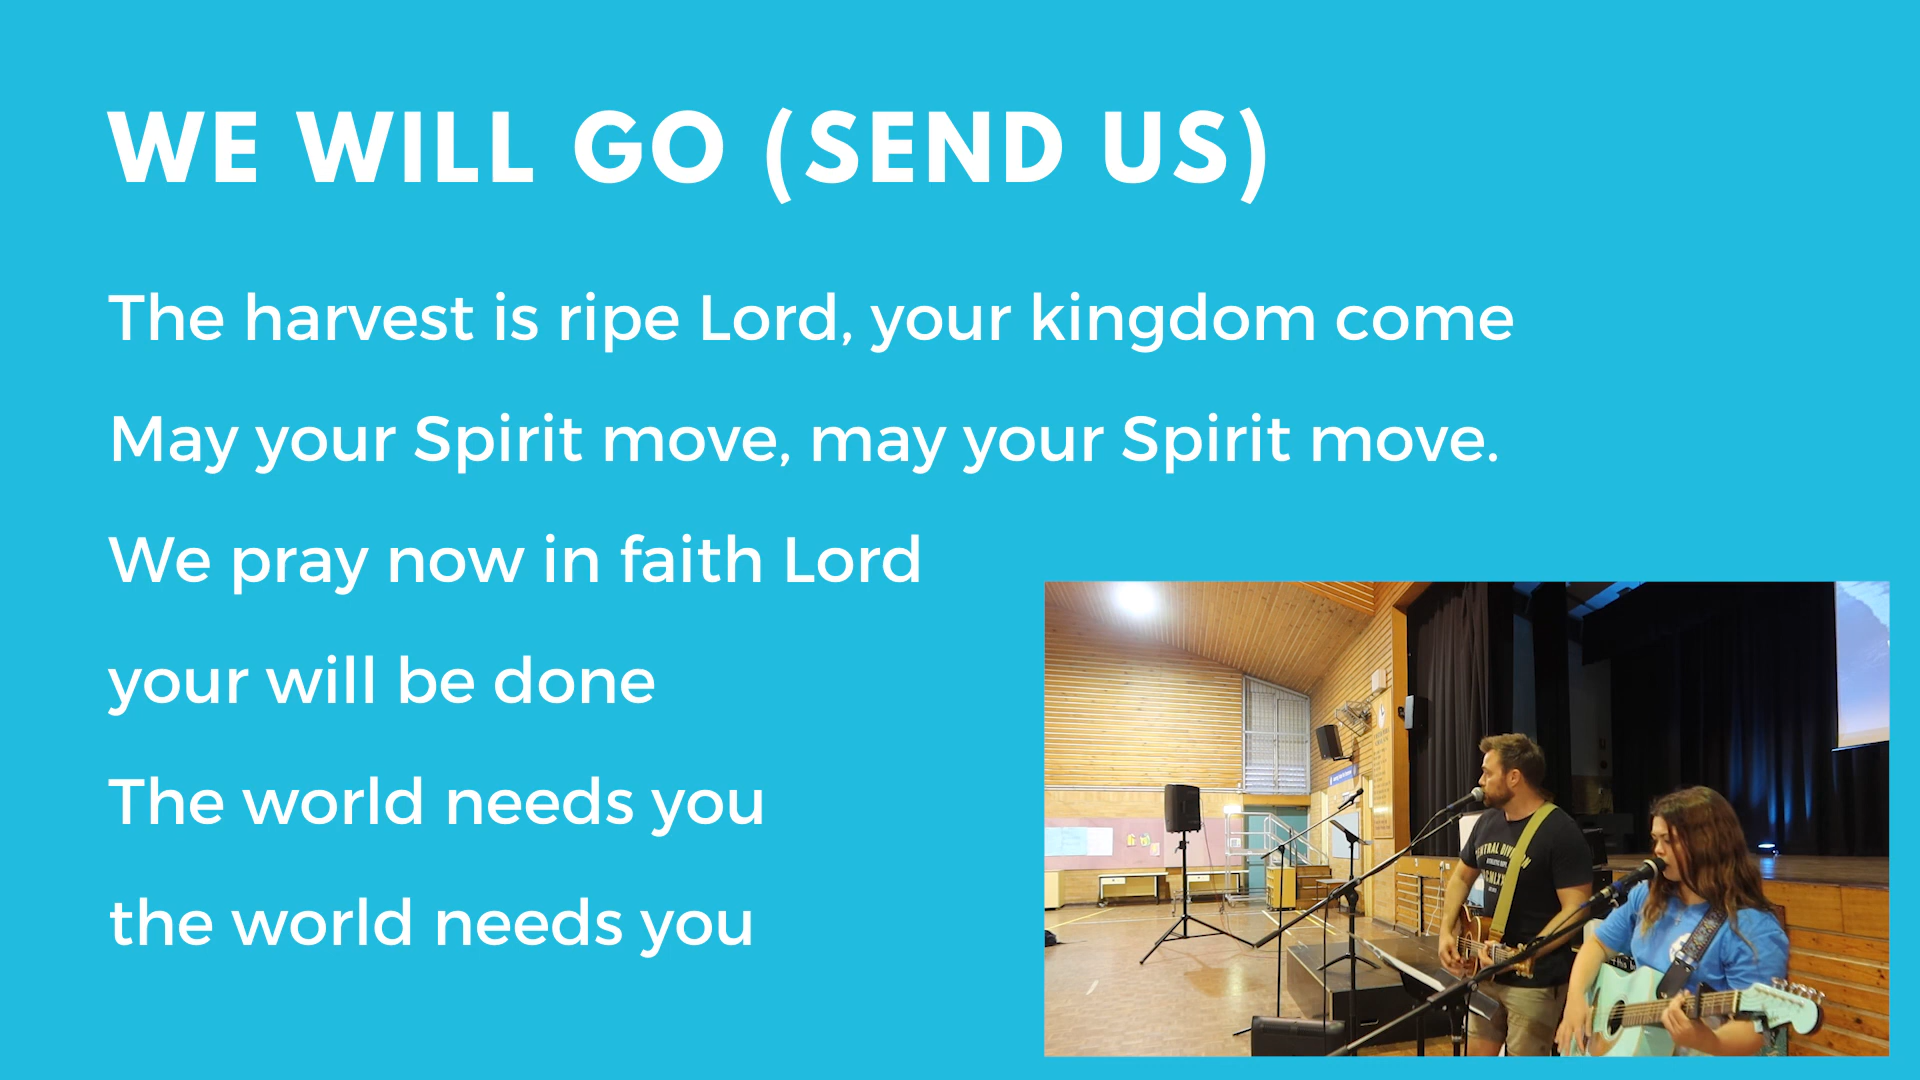 WE WILL GO (SEND US)
The harvest is ripe Lord, your kingdom come
May your Spirit move, may your Spirit move.
We pray now in faith Lord
your will be done
The world needs you
the world needs you